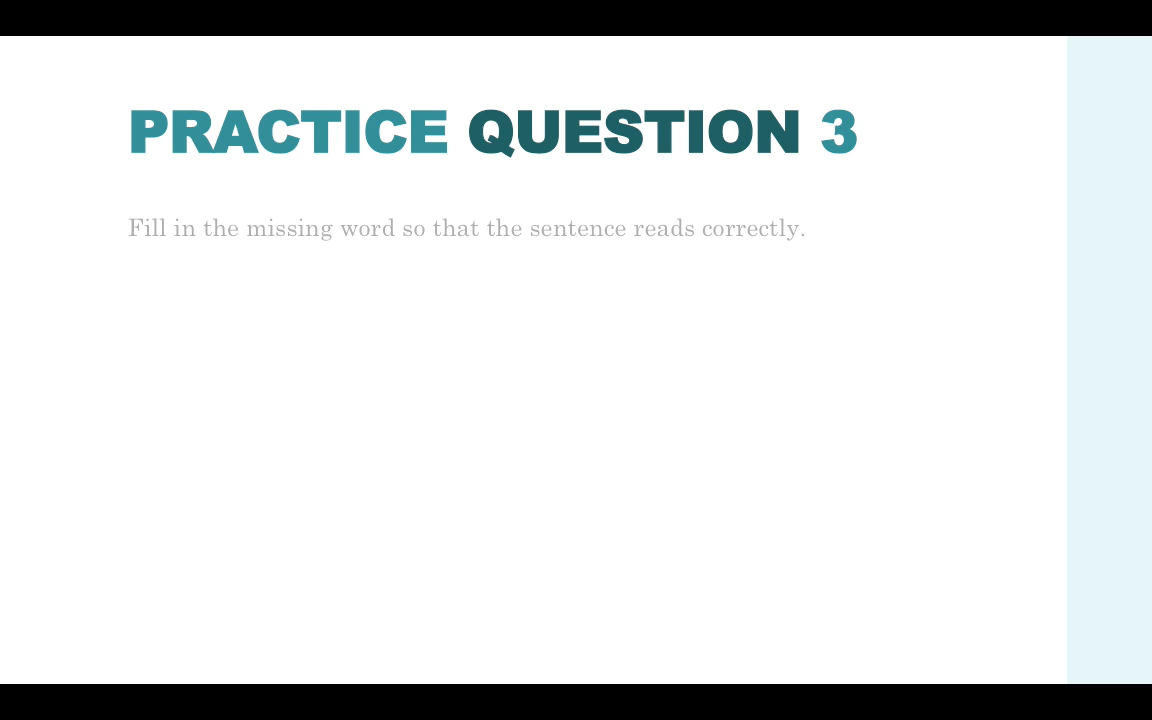 PRACTICE QUESTION 3
Fill in the missing word so that the sentence reads correctly.